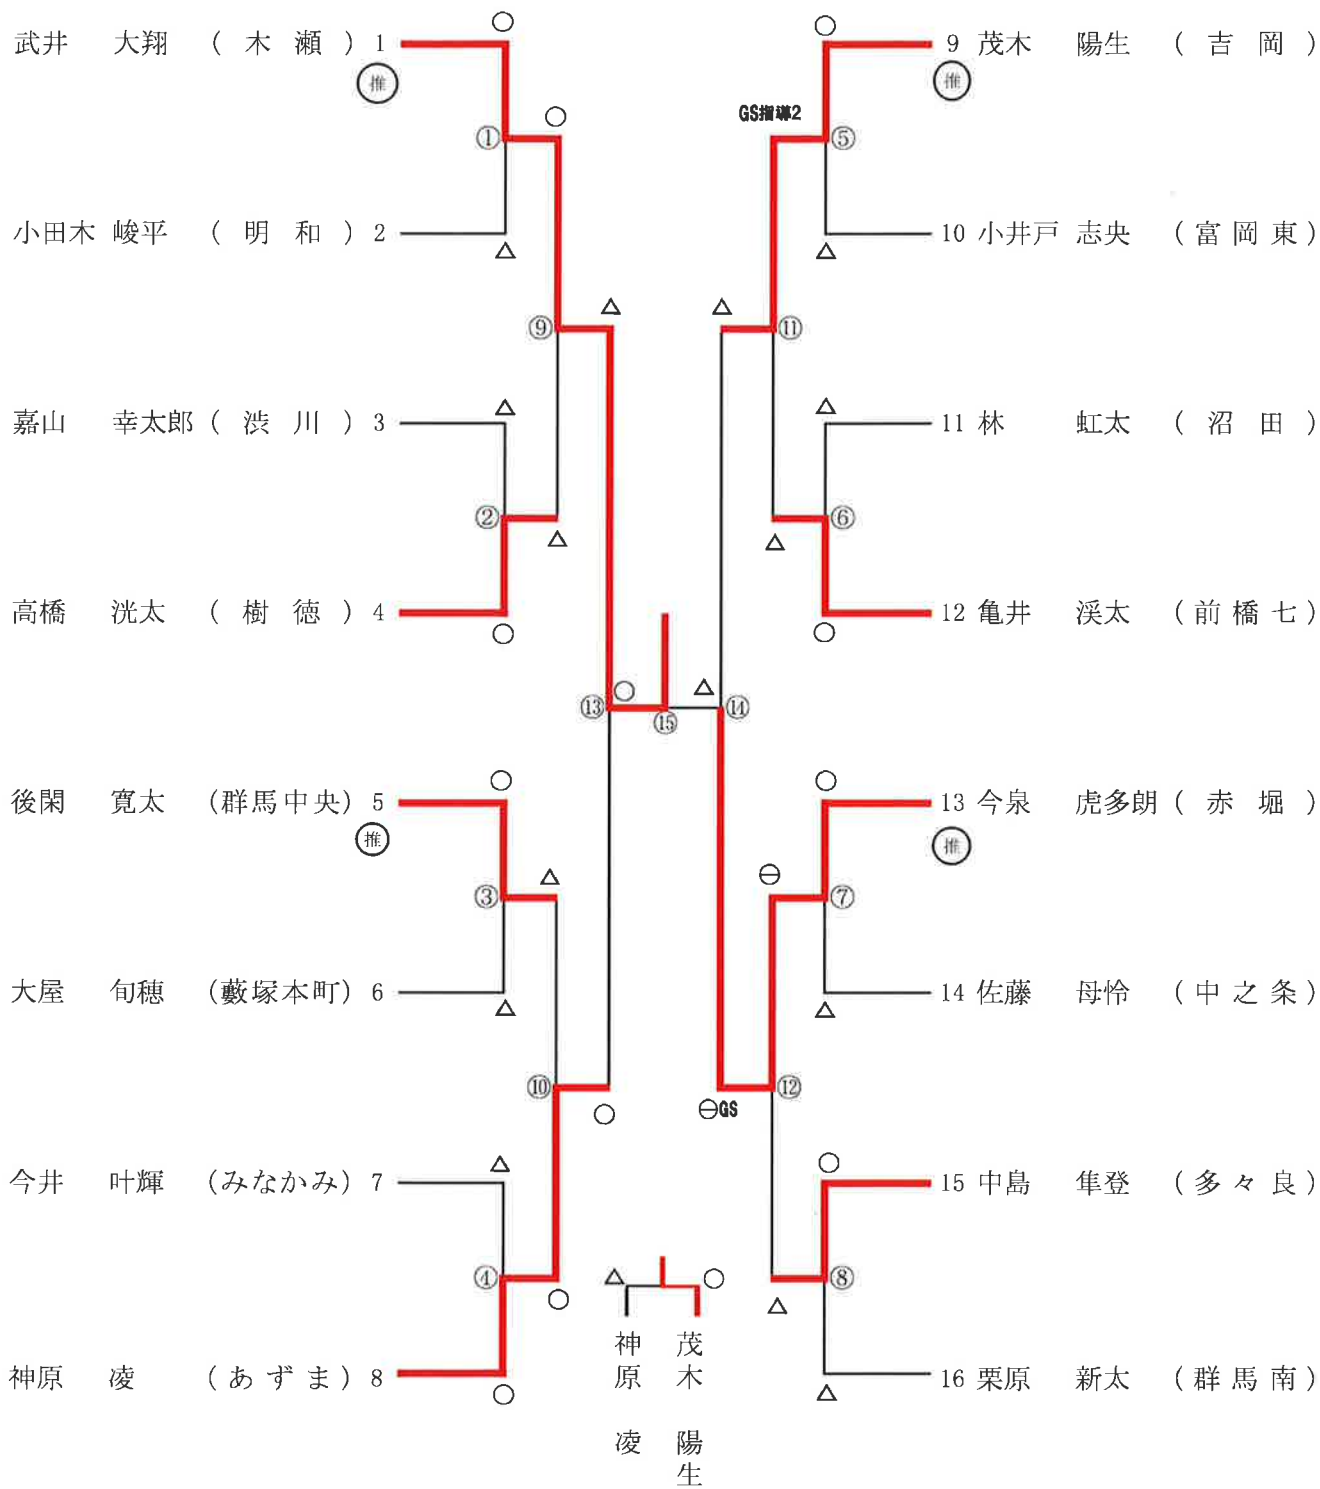 武井 大翔 （木瀬） 1
推
①
小田木 峻平 （明和） 2
⑨
嘉山 幸太郎 （渋川） 3
②
高橋 洸太 （樹徳） 4
⑬
⑮
後閑 寛太 （群馬中央） 5
推
③
大屋 旬穂 （藪塚本町） 6
⑩
今井 叶輝 （みなかみ） 7
④
神原 凌 （あずま） 8
9 茂木 陽生 （吉岡）
推
GS指導2
⑤
10 小井戸 志央 （富岡東）
⑪
11 林 虹太 （沼田）
⑥
12 亀井 渓太 （前橋七）
⑭
13 今泉 虎多朗 （赤堀）
推
⑦
14 佐藤 母怜 （中之条）
⑫
GS
15 中島 隼登 （多々良）
⑧
16 栗原 新太 （群馬南）
神原 凌
茂木 陽生